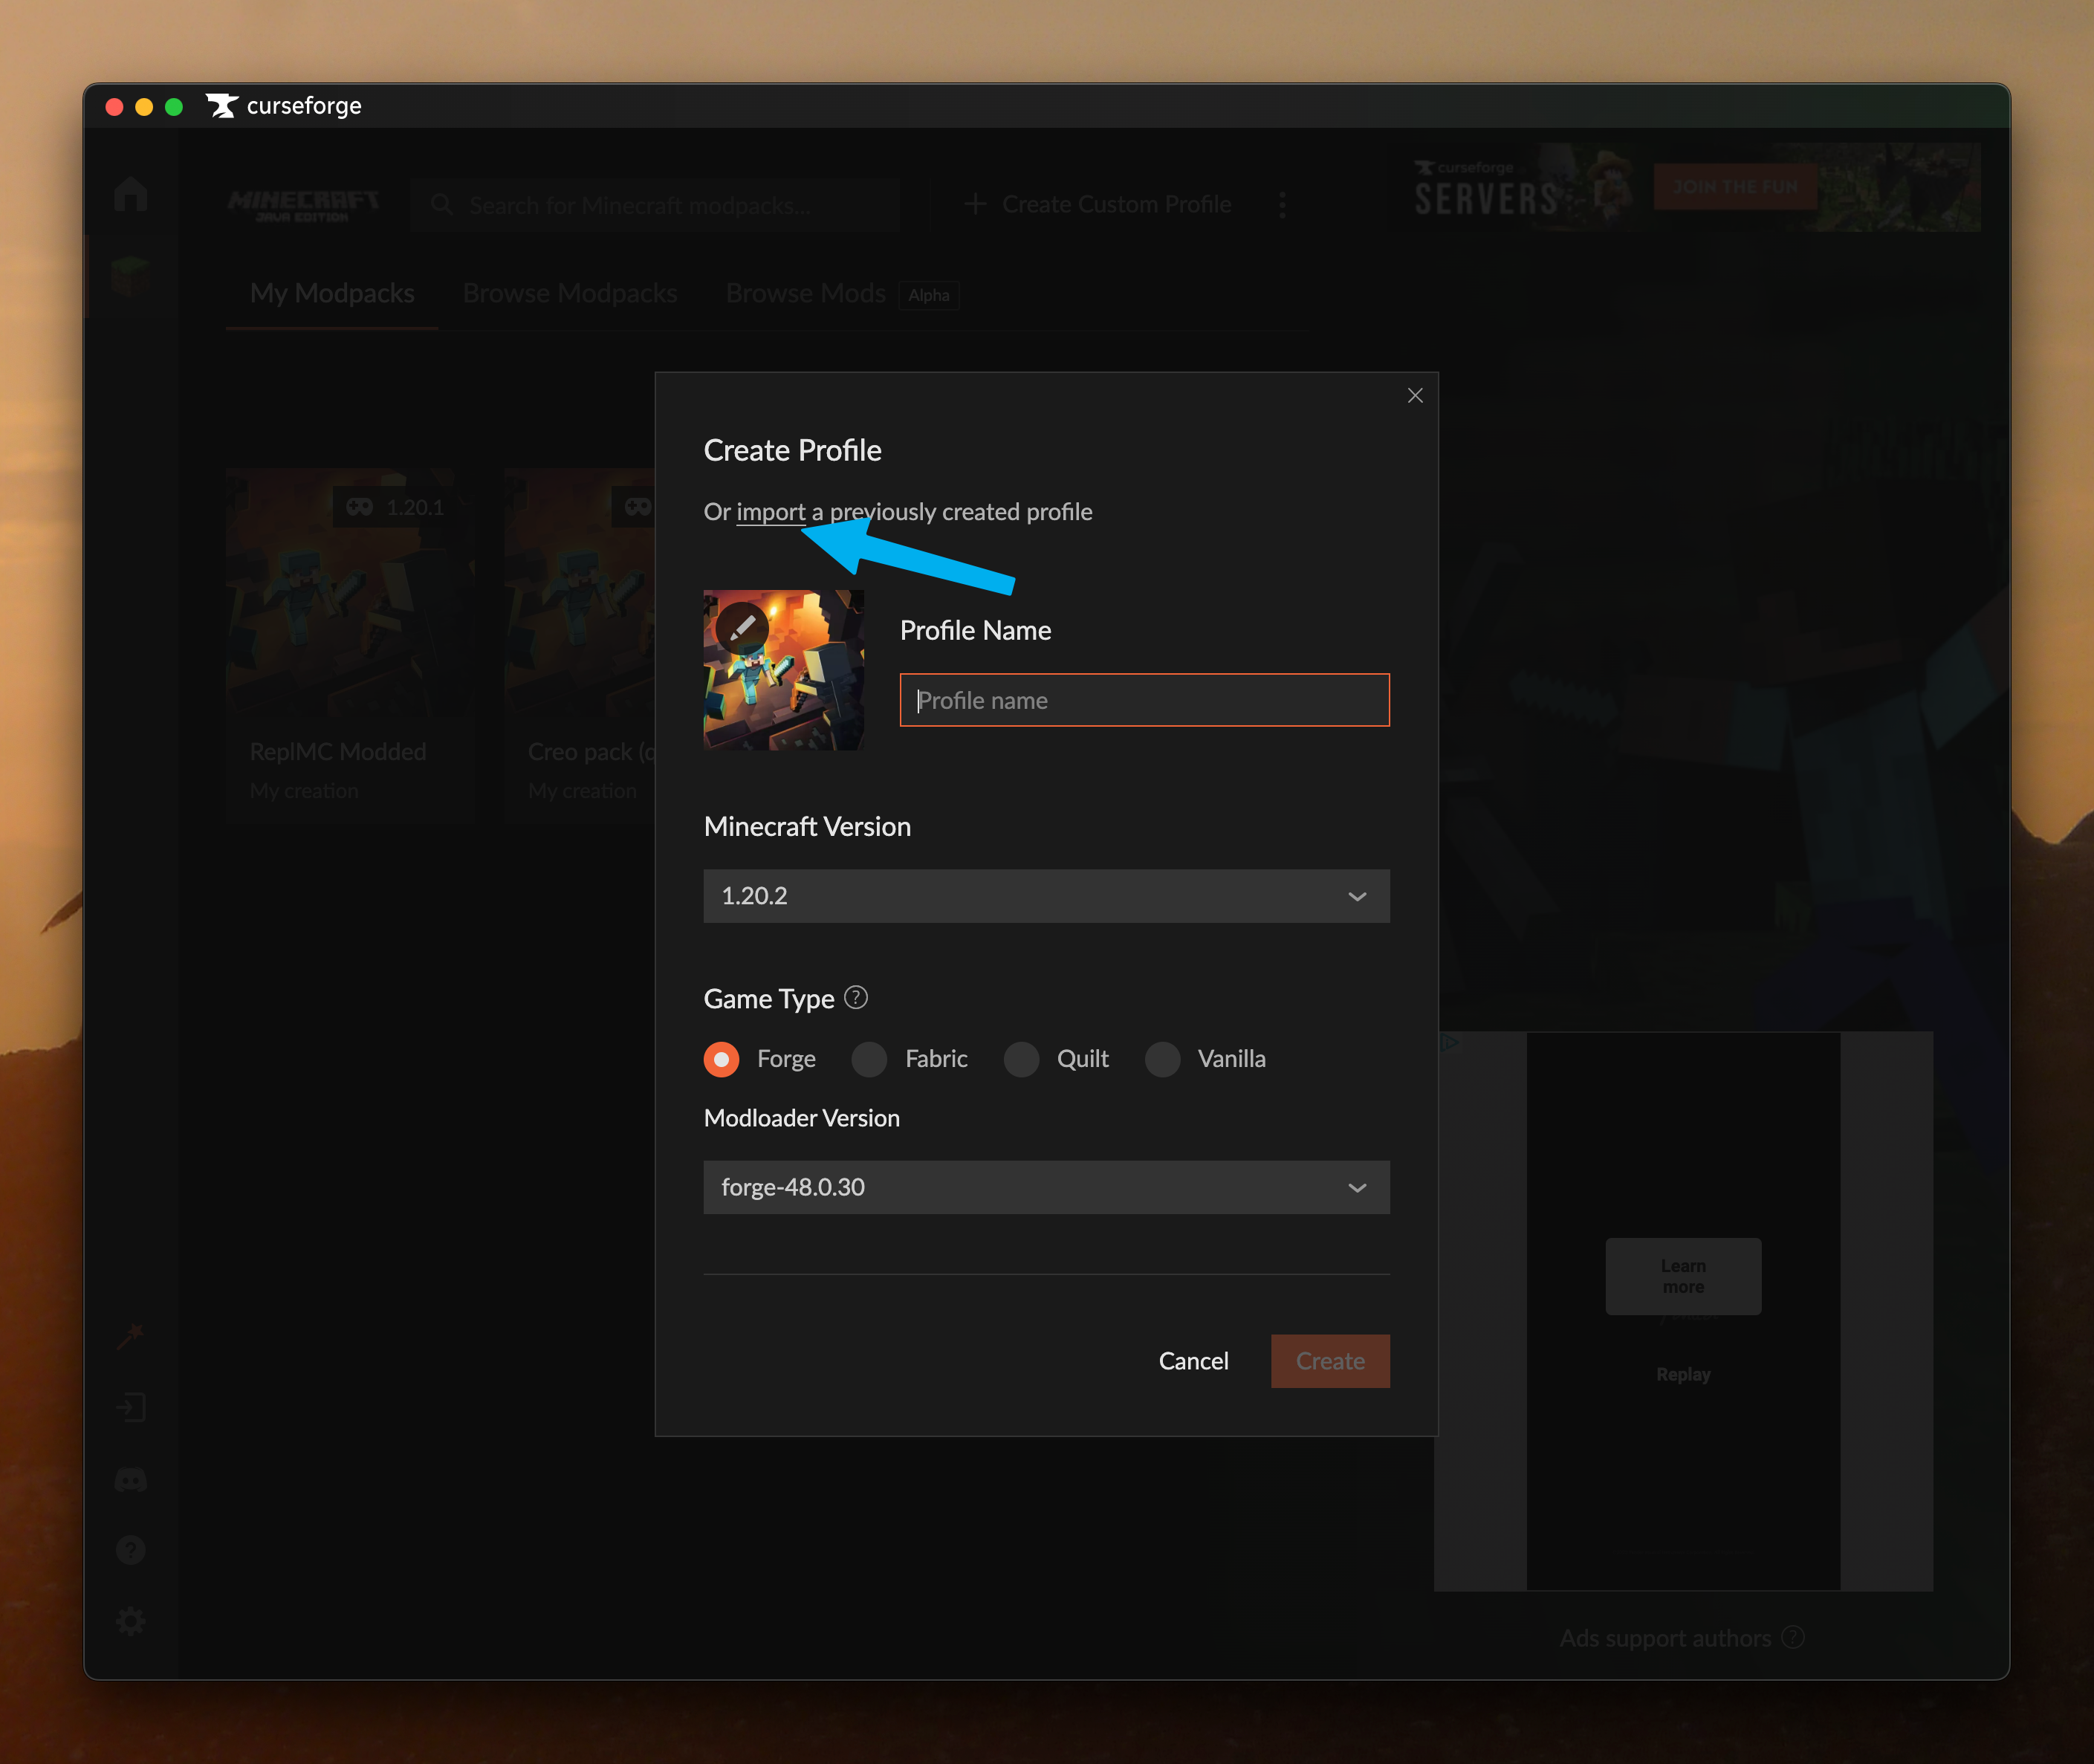 curseforge
MINECRAFT
JAVA EDITION
Search for Minecraft modpacks...
Create Custom Profile
curseforge
SERVERS
JOIN THE FUN
My Modpacks
Browse Modpacks
Browse Mods
Alpha
Create Profile
Or import a previously created profile
1.20.1
Profile Name
Profile name
ReplMC Modded
Creo pack (
My creation
My creation
Minecraft Version
1.20.2
Game Type
Forge
Fabric
Quilt
Vanilla
Modloader Version
forge-48.0.30
Learn
more
Cancel
Create
Replay
Ads support authors